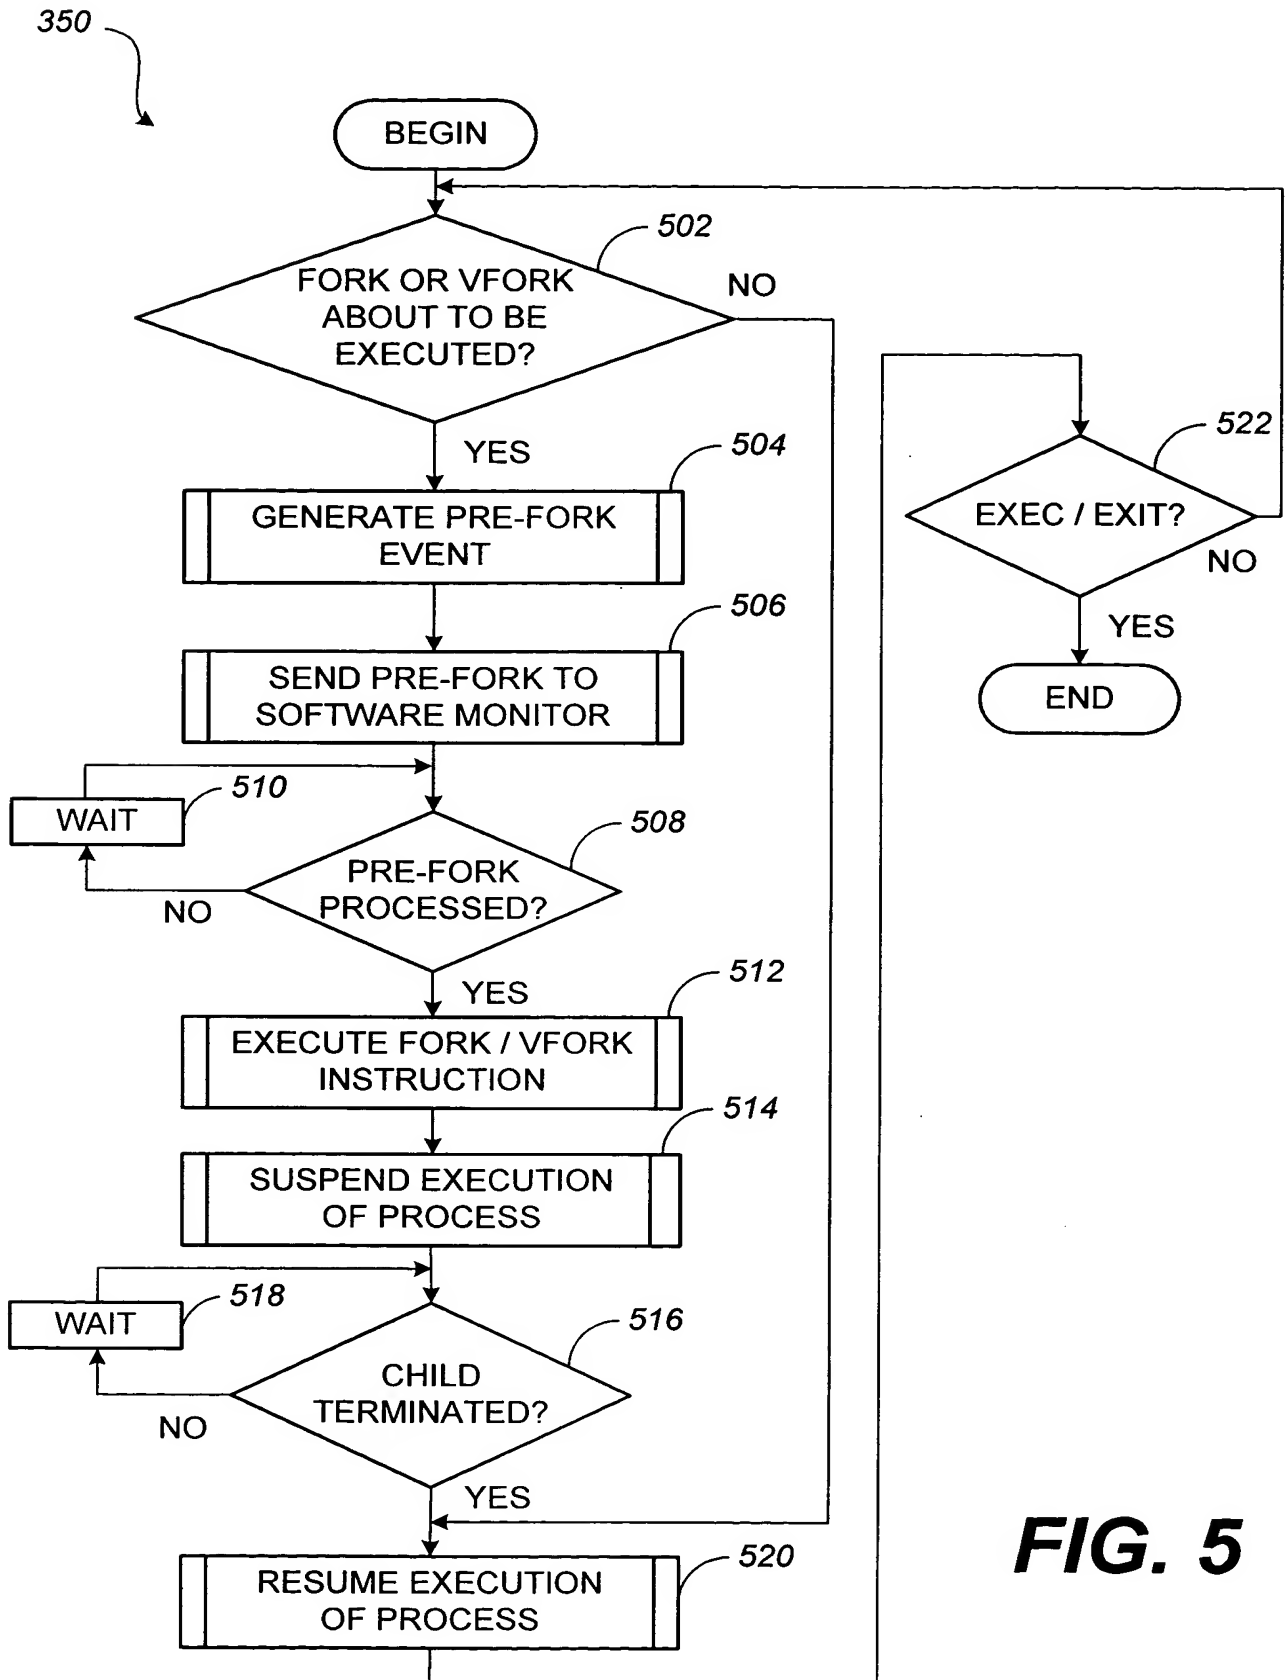 350
BEGIN
502
FORK OR VFORK
ABOUT TO BE
EXECUTED?
NO
YES
504
GENERATE PRE-FORK
EVENT
506
SEND PRE-FORK TO
SOFTWARE MONITOR
510
WAIT
508
PRE-FORK
PROCESSED?
NO
YES
512
EXECUTE FORK / VFORK
INSTRUCTION
514
SUSPEND EXECUTION
OF PROCESS
518
WAIT
516
CHILD
TERMINATED?
NO
YES
520
RESUME EXECUTION
OF PROCESS
522
EXEC / EXIT?
NO
YES
END
FIG. 5